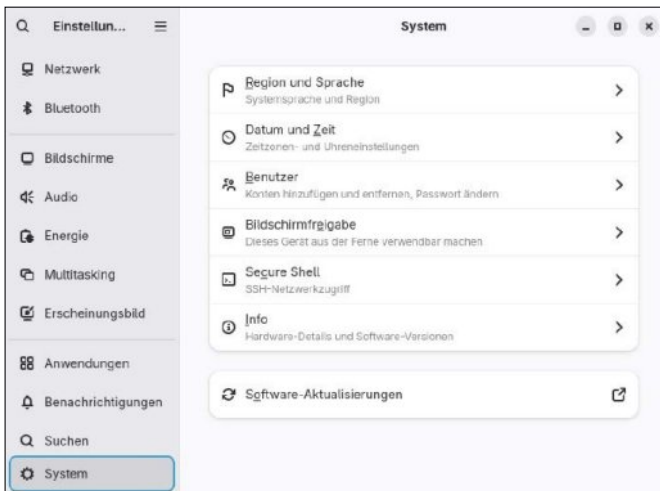 Einstellun...
System
Netzwerk
Bluetooth
Bildschirme
Audio
Energie
Multitasking
Erscheinungsbild
Anwendungen
Benachrichtigungen
Suchen
System
Region und Sprache
Systemsprache und Region
Datum und Zeit
Zeitzonen- und Uhreneinstellungen
Benutzer
Konten hinzufügen und entfernen, Passwort ändern
Bildschirmfreigabe
Dieses Gerät aus der Ferne verwendbar machen
Secure Shell
SSH-Netzwerkzugriff
Info
Hardware-Details und Software-Versionen
Software-Aktualisierungen